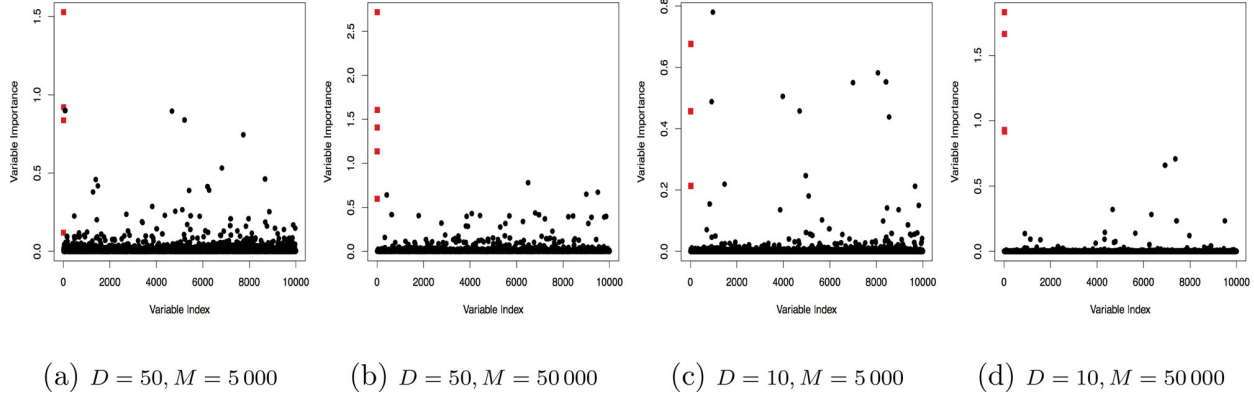 1.5
1.0
0.5
0.0
Variable Importance
0 2000 4000 6000 8000 10000
Variable Index
2.5
2.0
1.5
1.0
0.5
0.0
Variable Importance
0 2000 4000 6000 8000 10000
Variable Index
0.8
0.6
0.4
0.2
0.0
Variable Importance
0 2000 4000 6000 8000 10000
Variable Index
1.5
1.0
0.5
0.0
Variable Importance
0 2000 4000 6000 8000 10000
Variable Index
(a) D = 50, M = 5 000
(b) D = 50, M = 50 000
(c) D = 10, M = 5 000
(d) D = 10, M = 50 000